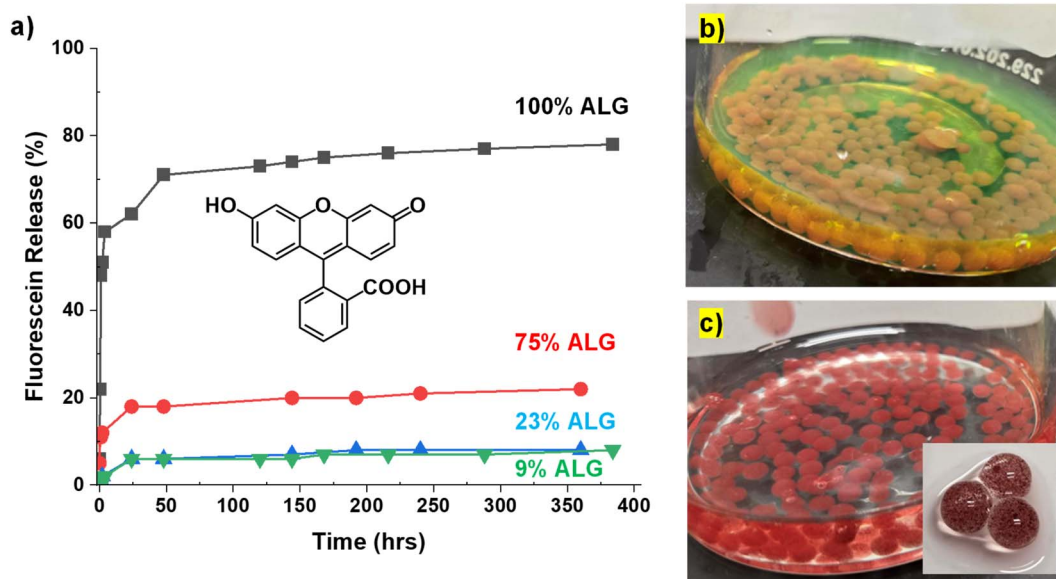 a)
100
80
60
40
20
0
Fluorescein Release (%)
100% ALG
HO
O
O
COOH
75% ALG
23% ALG
9% ALG
0 50 100 150 200 250 300 350 400
Time (hrs)
b)
c)